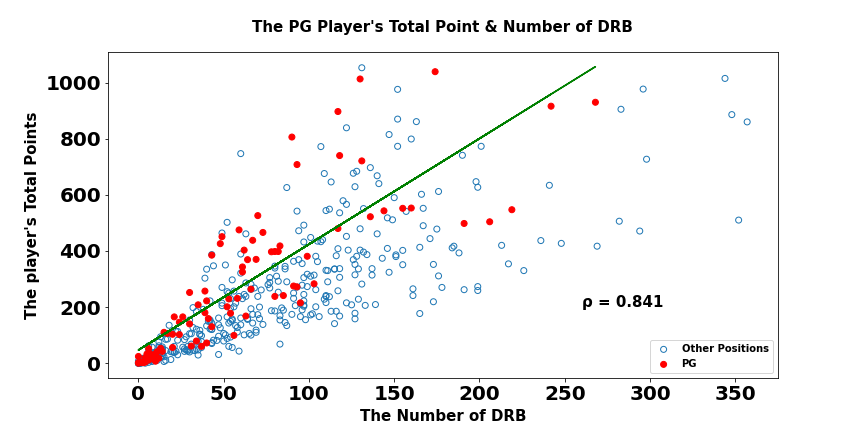 The PG Player's Total Point & Number of DRB
The player's Total Points
1000
800
600
400
200
0
0 50 100 150 200 250 300 350
The Number of DRB
ρ = 0.841
Other Positions
PG